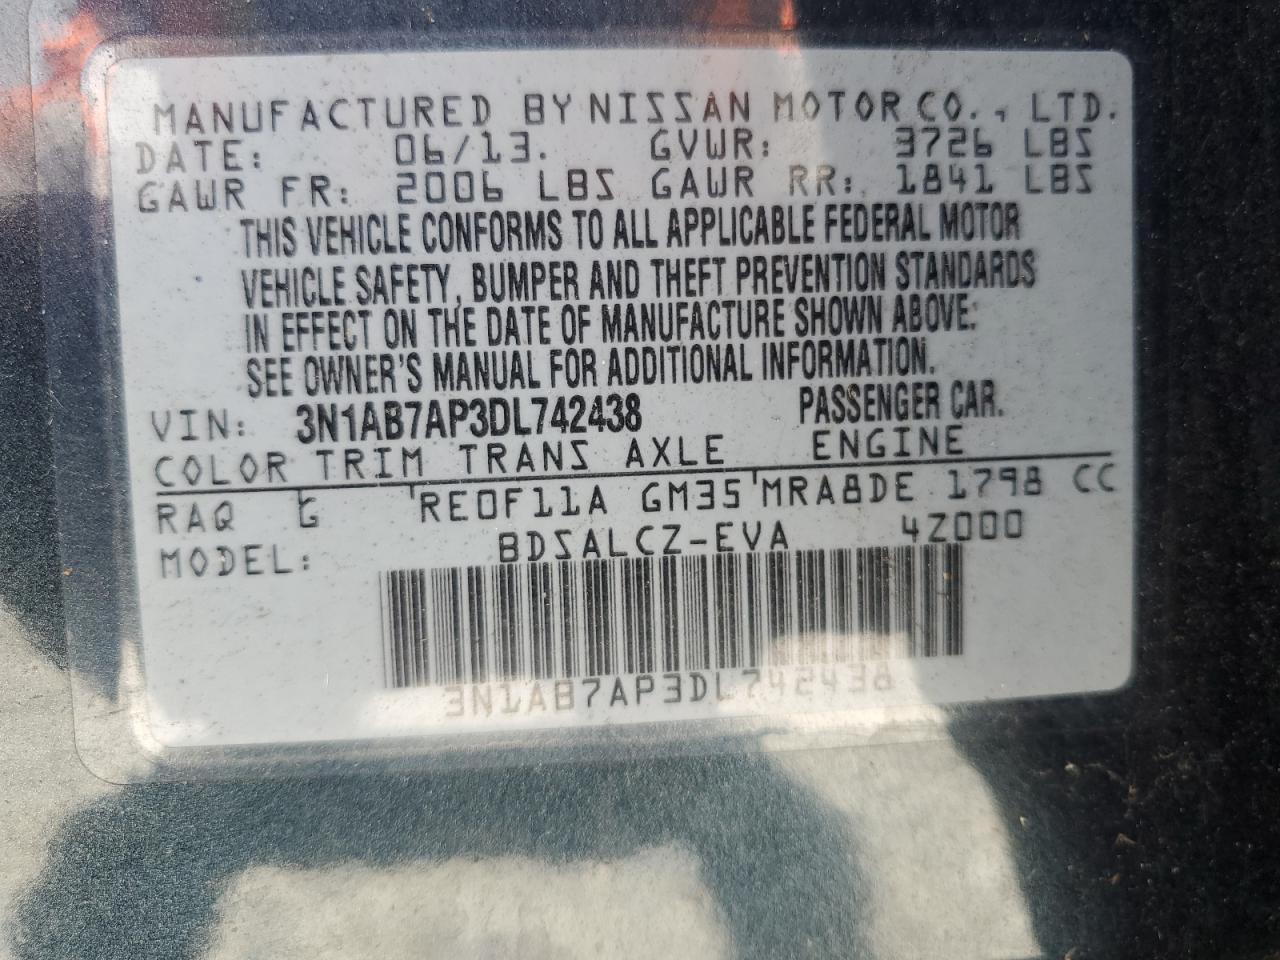 MANUFACTURED BY NISSAN MOTOR CO., LTD.
DATE: 06/13. GVWR: 3726 LBS
GAWR FR: 2006 LBS GAWR RR: 1841 LBS
THIS VEHICLE CONFORMS TO ALL APPLICABLE FEDERAL MOTOR
VEHICLE SAFETY, BUMPER AND THEFT PREVENTION STANDARDS
IN EFFECT ON THE DATE OF MANUFACTURE SHOWN ABOVE:
SEE OWNER'S MANUAL FOR ADDITIONAL INFORMATION.
VIN: 3N1AB7AP3DL742438 PASSENGER CAR.
COLOR TRIM TRANS AXLE ENGINE
RAQ G RE0F11A GM35 MRA8DE 1798 CC
MODEL: BDSALCZ-EVA 4Z000
3N1AB7AP3DL742438